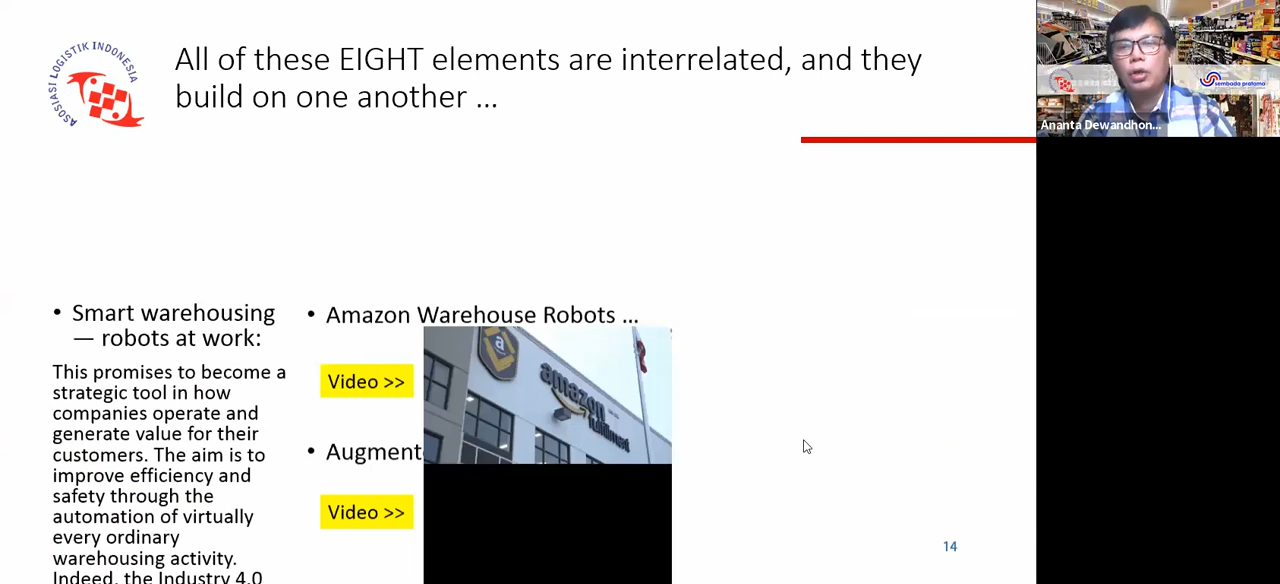 ASOSIASI LOGISTIK INDONESIA
All of these EIGHT elements are interrelated, and they
build on one another ...
sembada pratama
Ananta Dewandhon...
• Smart warehousing
— robots at work:
This promises to become a
strategic tool in how
companies operate and
generate value for their
customers. The aim is to
improve efficiency and
safety through the
automation of virtually
every ordinary
warehousing activity.
Indeed, the Industry 4.0
• Amazon Warehouse Robots ...
Video >>
a
amazon
fulfillment
• Augment
Video >>
14